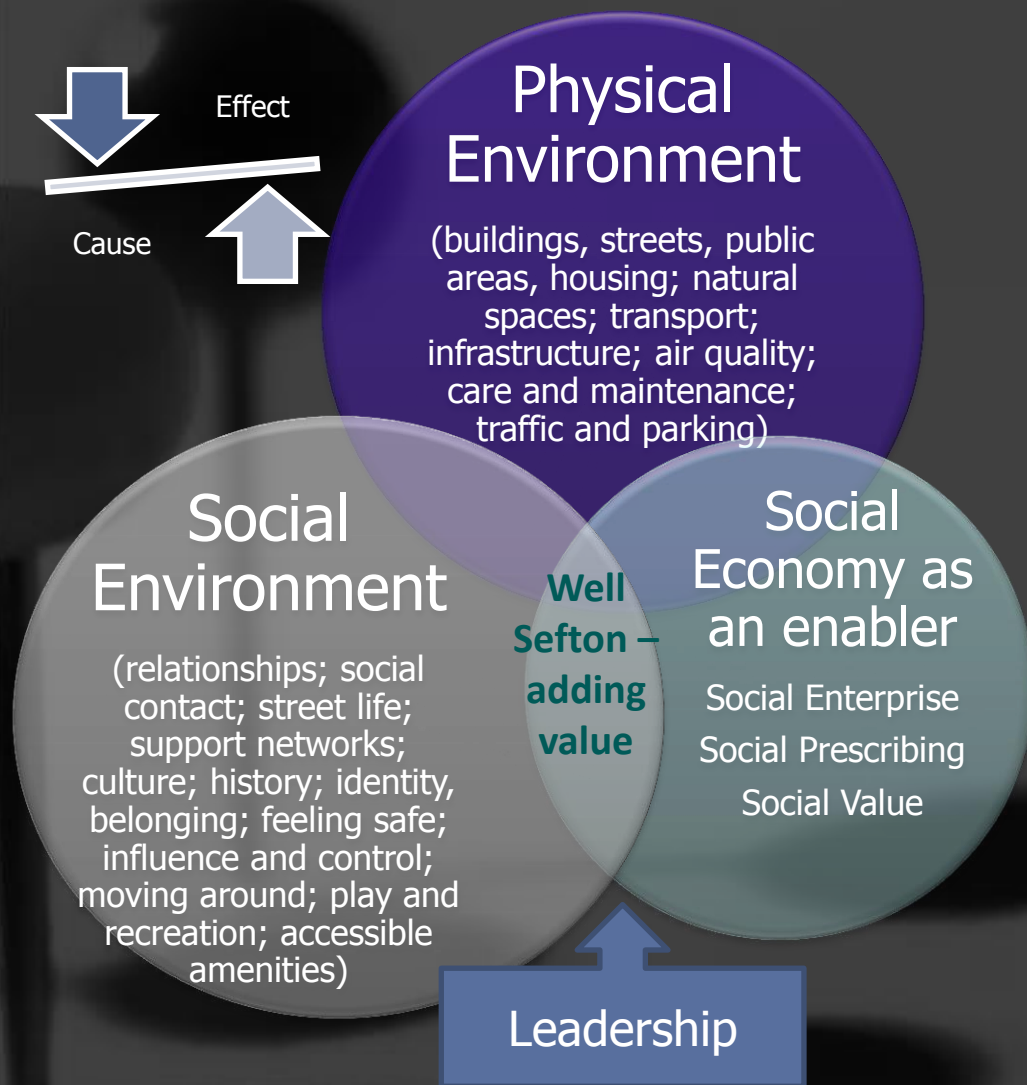 Effect
Cause
Physical
Environment
(buildings, streets, public
areas, housing; natural
spaces; transport;
infrastructure; air quality;
care and maintenance;
traffic and parking)
Social
Environment
(relationships; social
contact; street life;
support networks;
culture; history; identity,
belonging; feeling safe;
influence and control;
moving around; play and
recreation; accessible
amenities)
Well
Sefton –
adding
value
Social
Economy as
an enabler
Social Enterprise
Social Prescribing
Social Value
Leadership